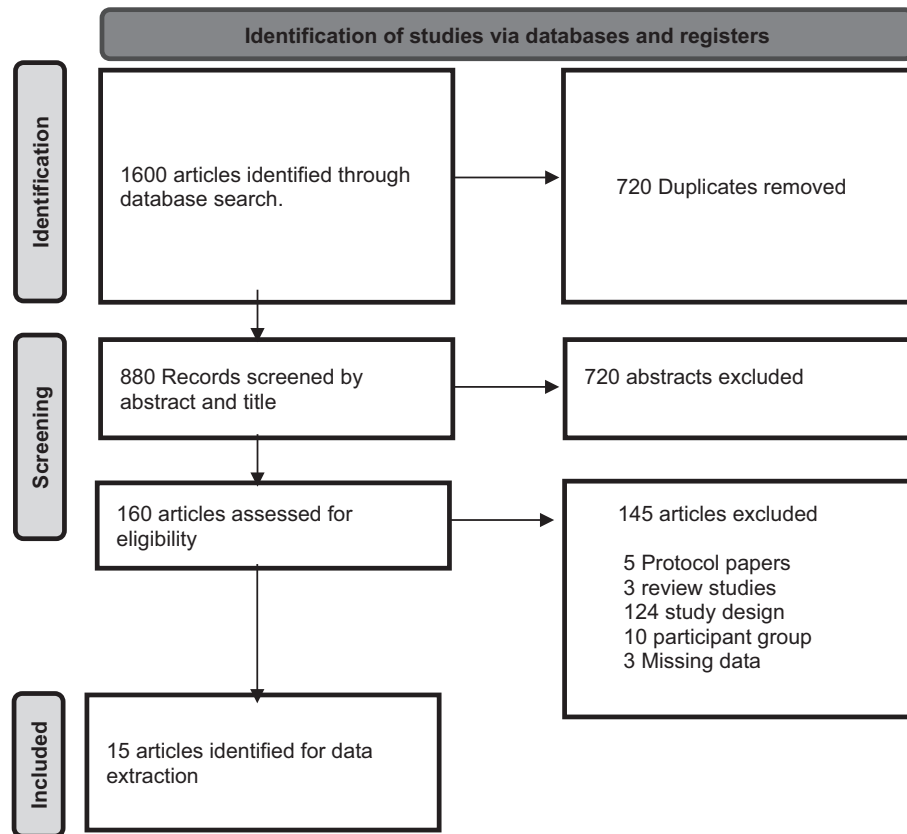 Identification of studies via databases and registers
Identification
1600 articles identified through
database search.
720 Duplicates removed
Screening
880 Records screened by
abstract and title
720 abstracts excluded
160 articles assessed for
eligibility
145 articles excluded
5 Protocol papers
3 review studies
124 study design
10 participant group
3 Missing data
Included
15 articles identified for data
extraction